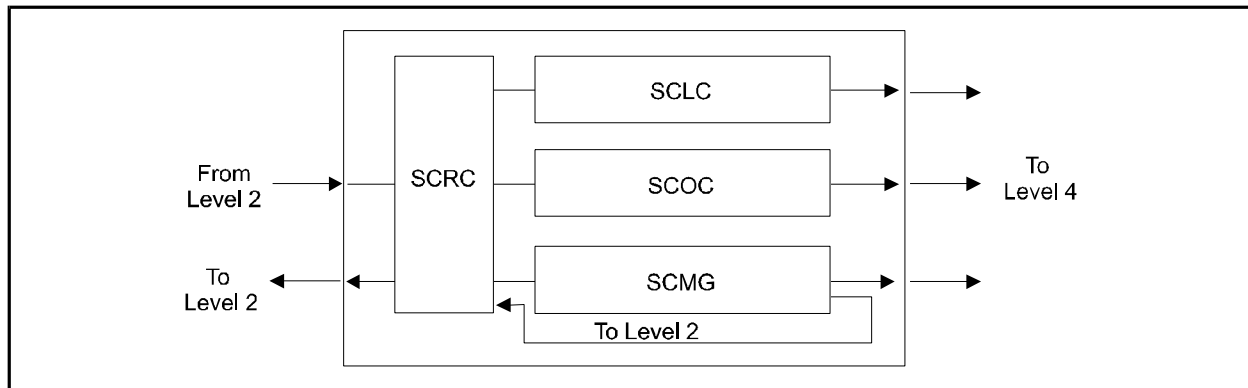 SCLC
From
Level 2
SCRC
SCOC
To
Level 4
To
Level 2
SCMG
To Level 2